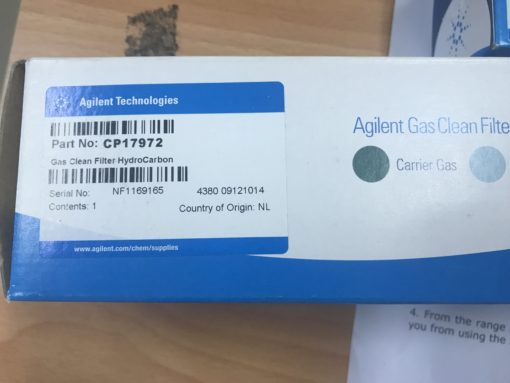 Agilent Technologies
Part No: CP17972
Gas Clean Filter HydroCarbon
Serial No: NF1169165 4380 09121014
Contents: 1 Country of Origin: NL
www.agilent.com/chem/supplies
Agilent Gas Clean Filte
Carrier Gas
4. From the range
you from using the